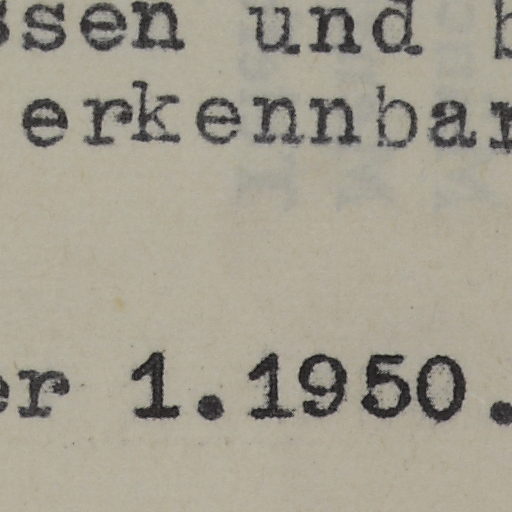 ssen und b
erkennbar
er 1.1950.